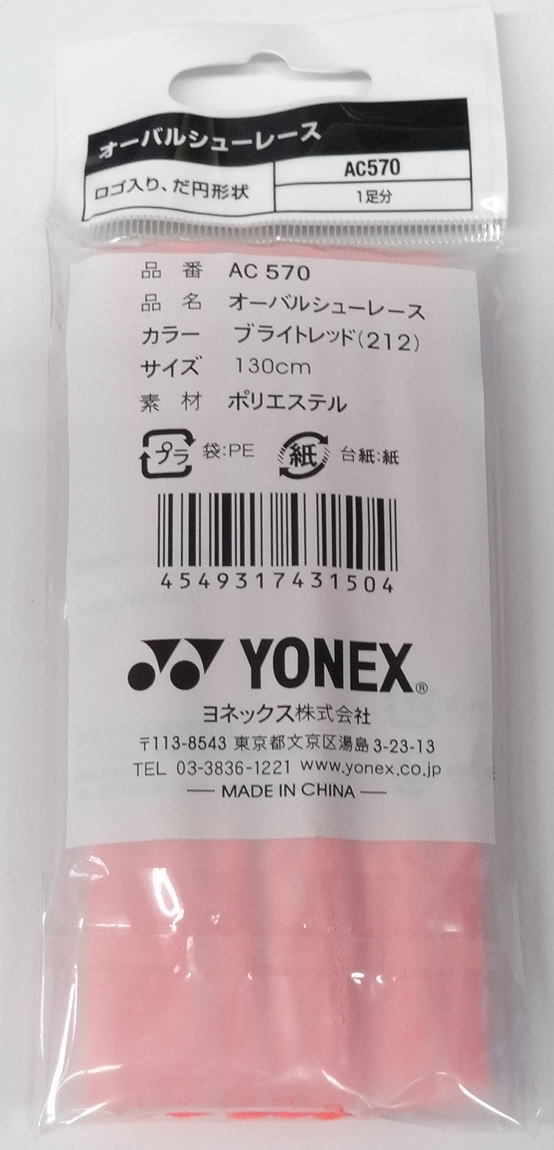 オーバルシューレース
ロゴ入り、だ円形状
AC570
1足分
品番 AC 570
品名 オーバルシューレース
カラー ブライトレッド(212)
サイズ 130cm
素材 ポリエステル
プラ 袋:PE 紙 台紙:紙
4549317431504
YONEX®
ヨネックス株式会社
〒113-8543 東京都文京区湯島3-23-13
TEL 03-3836-1221 www.yonex.co.jp
— MADE IN CHINA —